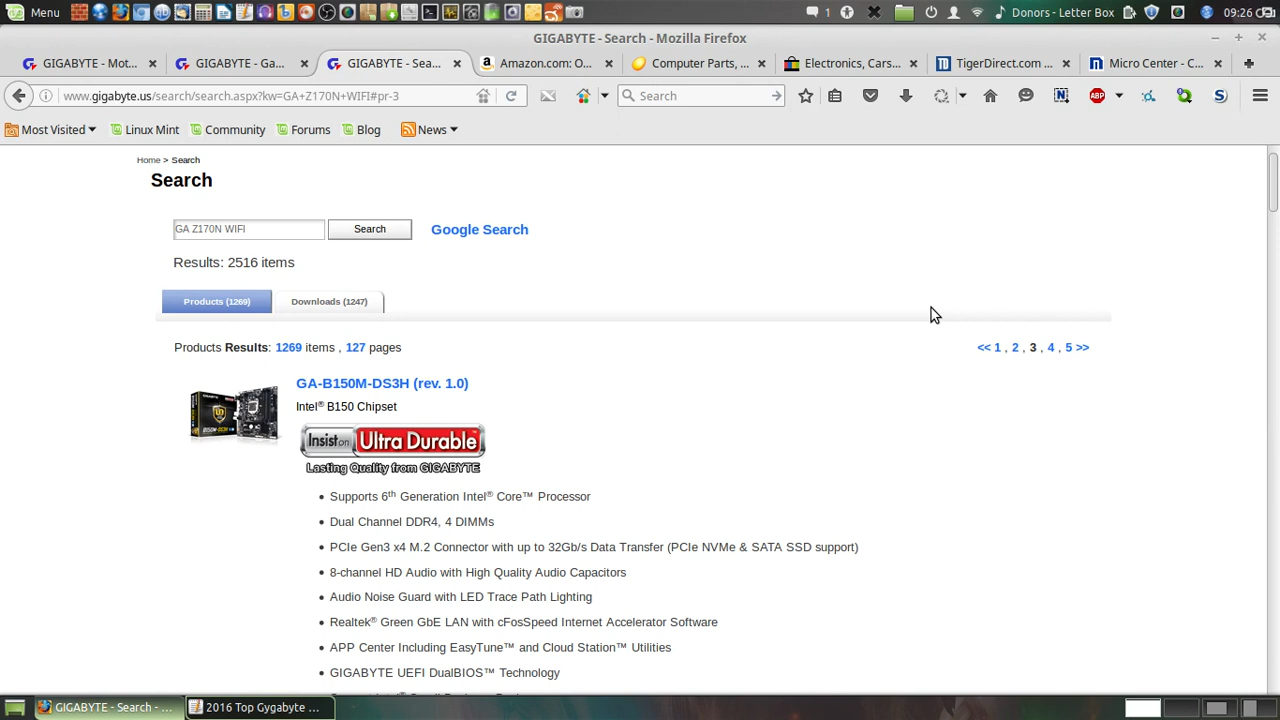 Menu
1
Donors - Letter Box
09:26
GIGABYTE - Search - Mozilla Firefox
GIGABYTE - Mot...
GIGABYTE - Ga...
GIGABYTE - Sea...
Amazon.com: O...
Computer Parts, ...
Electronics, Cars...
TigerDirect.com ...
Micro Center - C...
www.gigabyte.us/search/search.aspx?kw=GA+Z170N+WIFI#pr-3
Search
ABP
Most Visited
Linux Mint
Community
Forums
Blog
News
Home > Search
Search
GA Z170N WIFI
Search
Google Search
Results: 2516 items
Products (1269)
Downloads (1247)
Products Results: 1269 items , 127 pages
<< 1 , 2 , 3 , 4 , 5 >>
GA-B150M-DS3H (rev. 1.0)
Intel® B150 Chipset
Insist on Ultra Durable™
Lasting Quality from GIGABYTE
• Supports 6th Generation Intel® Core™ Processor
• Dual Channel DDR4, 4 DIMMs
• PCIe Gen3 x4 M.2 Connector with up to 32Gb/s Data Transfer (PCIe NVMe & SATA SSD support)
• 8-channel HD Audio with High Quality Audio Capacitors
• Audio Noise Guard with LED Trace Path Lighting
• Realtek® Green GbE LAN with cFosSpeed Internet Accelerator Software
• APP Center Including EasyTune™ and Cloud Station™ Utilities
• GIGABYTE UEFI DualBIOS™ Technology
GIGABYTE - Search - ...
2016 Top Gygabyte ...